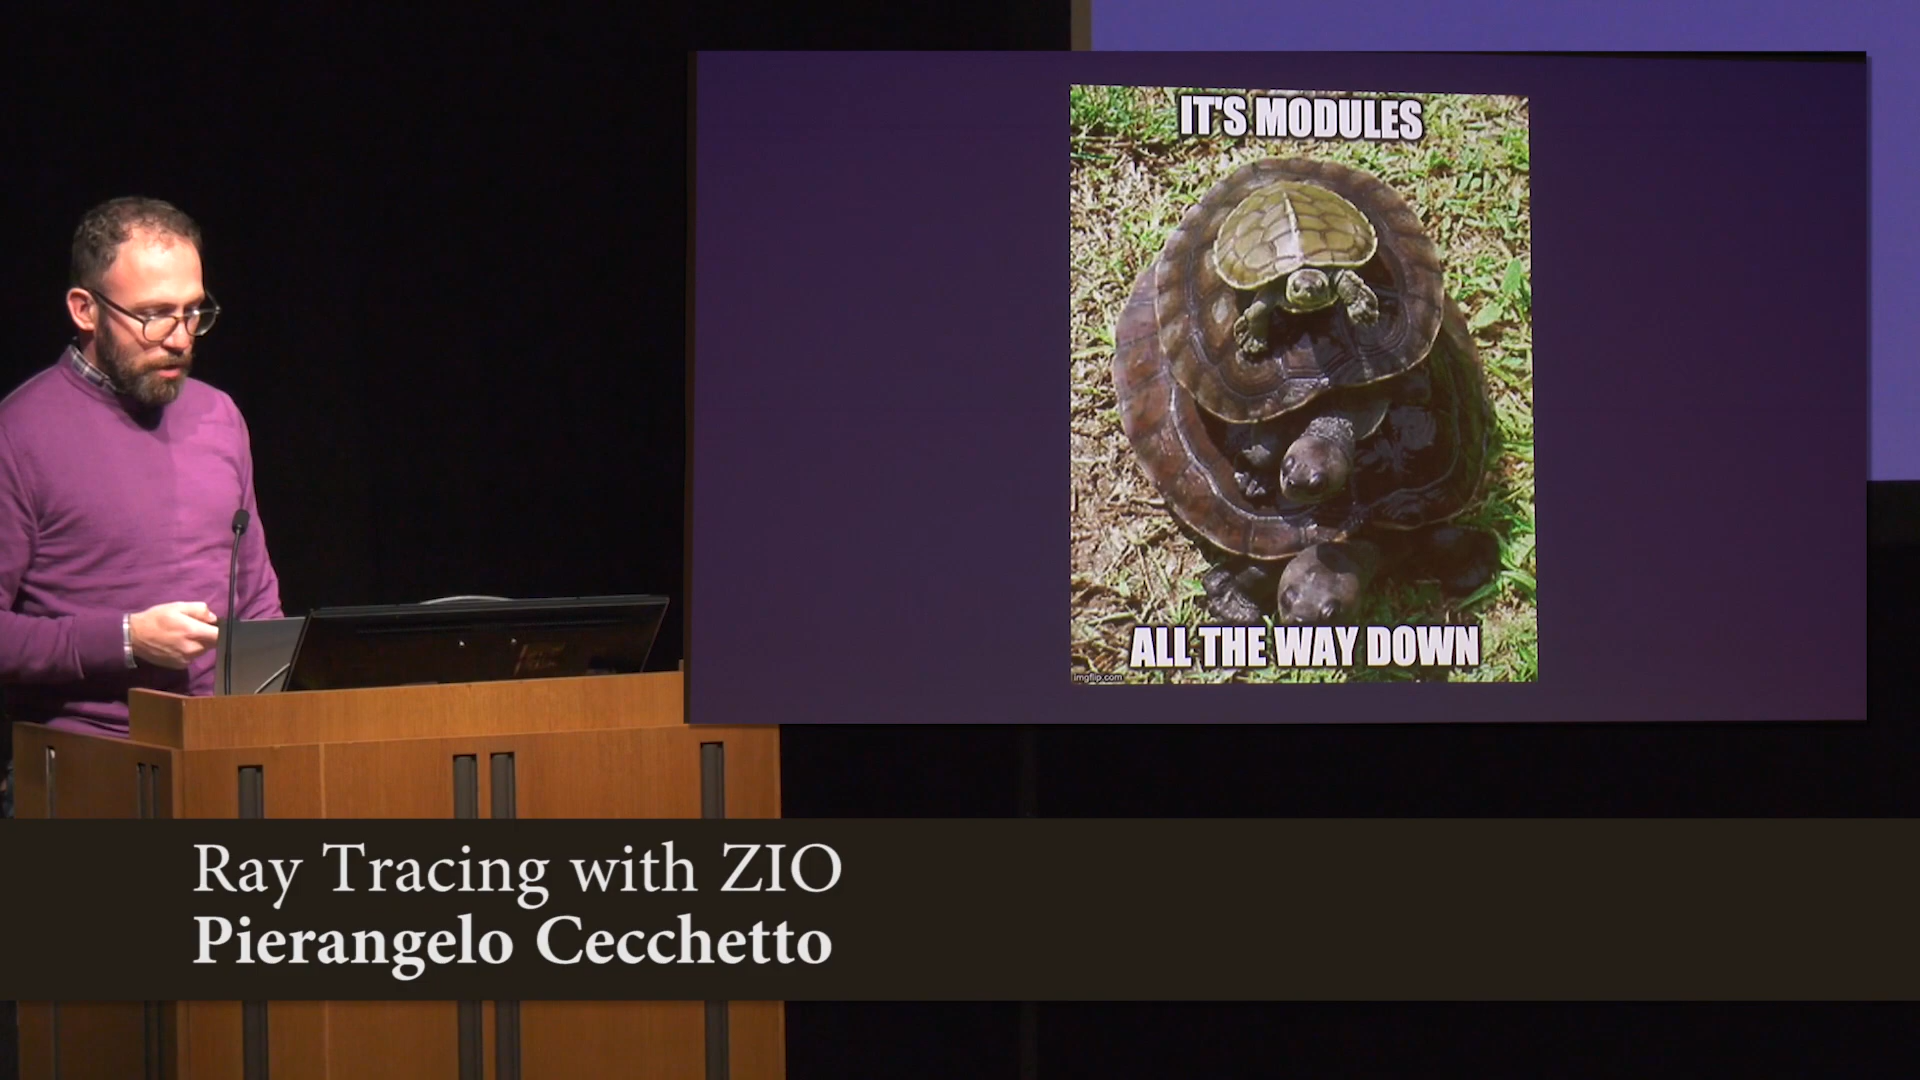 IT'S MODULES
ALL THE WAY DOWN
imgflip.com
Ray Tracing with ZIO
Pierangelo Cecchetto